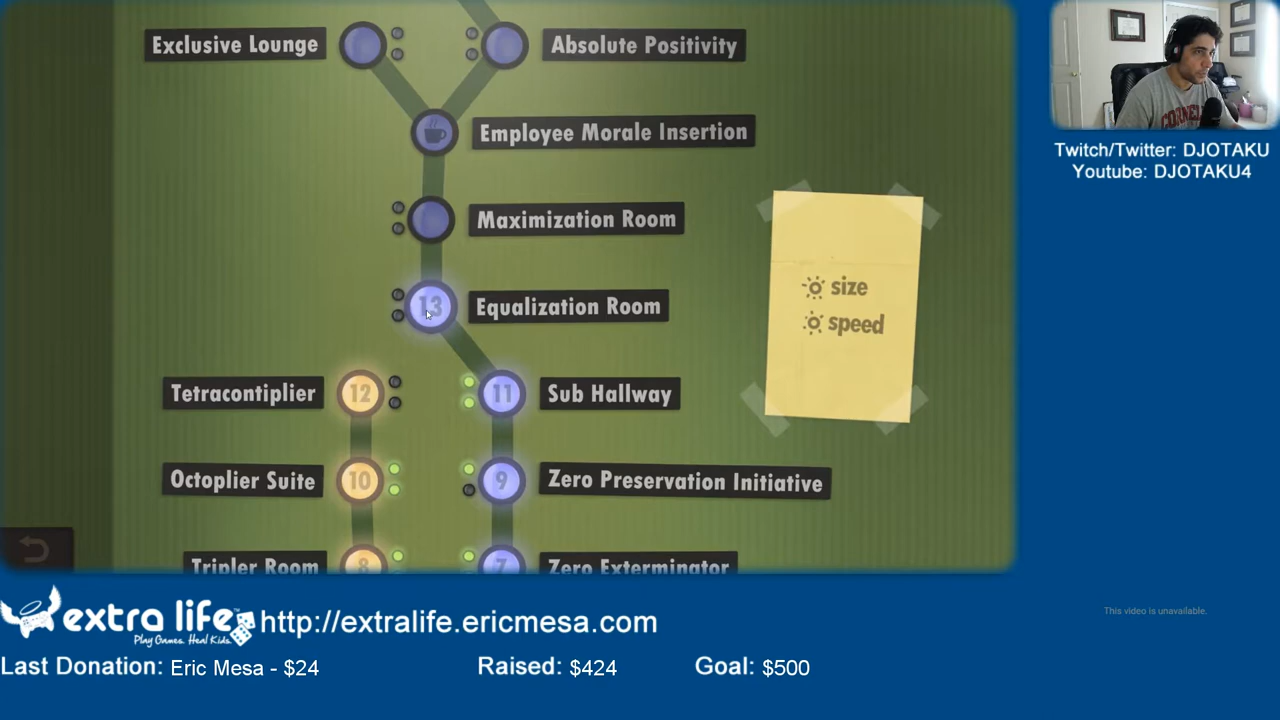 Exclusive Lounge
Absolute Positivity
Employee Morale Insertion
Maximization Room
13 Equalization Room
size
speed
Tetracontiplier 12
11 Sub Hallway
Octoplier Suite 10
9 Zero Preservation Initiative
Tripler Room 8
7 Zero Exterminator
Twitch/Twitter: DJOTAKU
Youtube: DJOTAKU4
This video is unavailable.
extra life
Play Games. Heal Kids.
http://extralife.ericmesa.com
Last Donation: Eric Mesa - $24
Raised: $424
Goal: $500